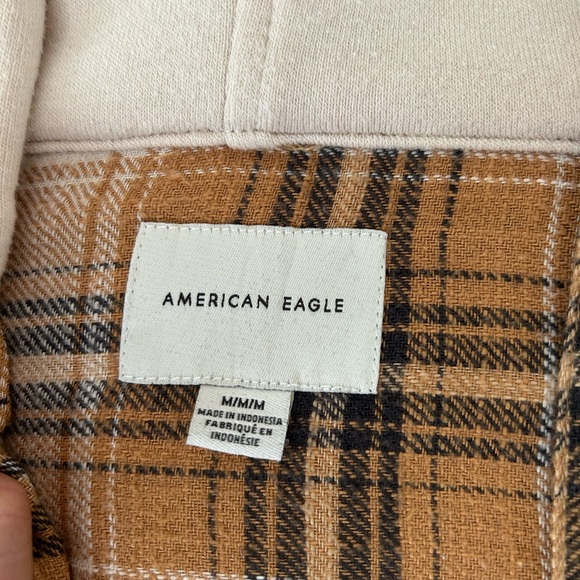 AMERICAN EAGLE
M/M/M
MADE IN INDONESIA
FABRIQUÉ EN
INDONÉSIE